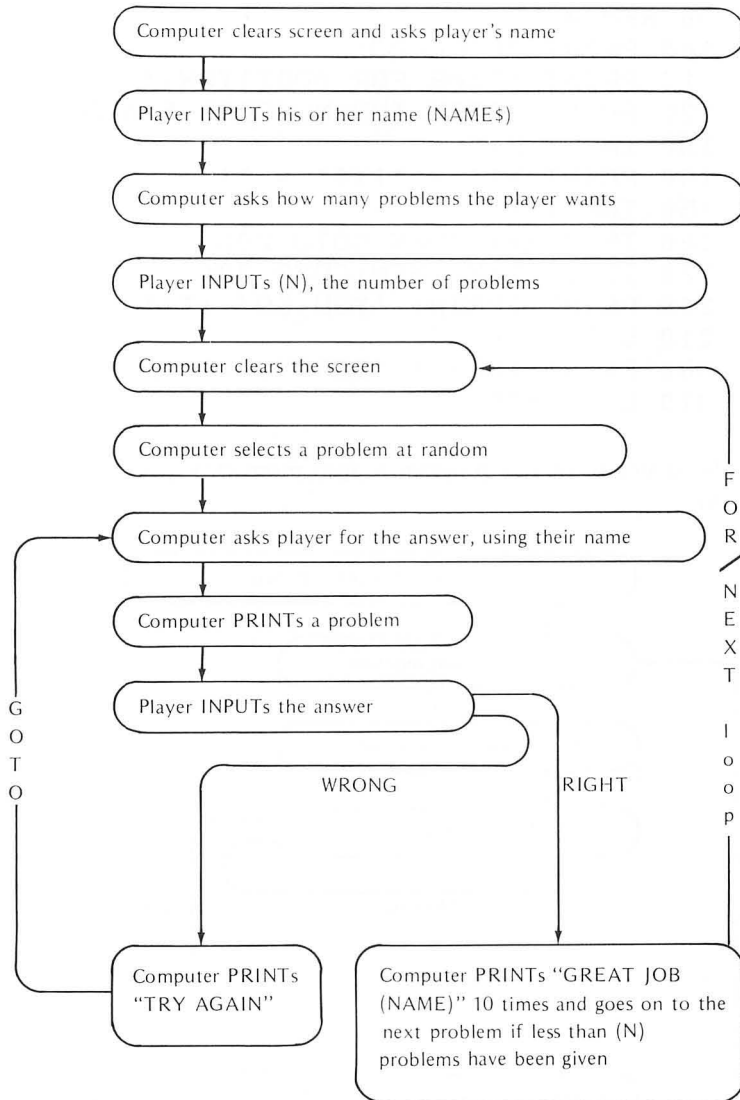 Computer clears screen and asks player's name
Player INPUTs his or her name (NAME$)
Computer asks how many problems the player wants
Player INPUTs (N), the number of problems
Computer clears the screen
Computer selects a problem at random
Computer asks player for the answer, using their name
Computer PRINTs a problem
Player INPUTs the answer
GOTO
FOR/NEXT loop
WRONG
RIGHT
Computer PRINTs
“TRY AGAIN”
Computer PRINTs “GREAT JOB
(NAME)” 10 times and goes on to the
next problem if less than (N)
problems have been given